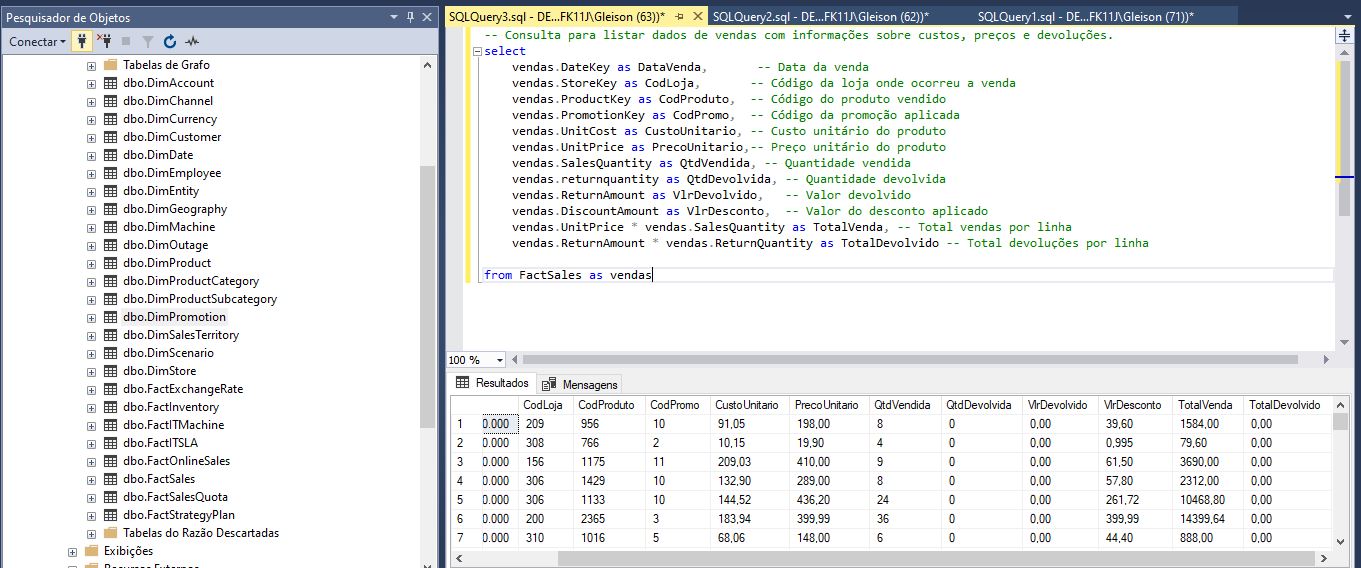 Pesquisador de Objetos
Conectar
Tabelas de Grafo
dbo.DimAccount
dbo.DimChannel
dbo.DimCurrency
dbo.DimCustomer
dbo.DimDate
dbo.DimEmployee
dbo.DimEntity
dbo.DimGeography
dbo.DimMachine
dbo.DimOutage
dbo.DimProduct
dbo.DimProductCategory
dbo.DimProductSubcategory
dbo.DimPromotion
dbo.DimSalesTerritory
dbo.DimScenario
dbo.DimStore
dbo.FactExchangeRate
dbo.FactInventory
dbo.FactITMachine
dbo.FactITSLA
dbo.FactOnlineSales
dbo.FactSales
dbo.FactSalesQuota
dbo.FactStrategyPlan
Tabelas do Razão Descartadas
Exibições
SQLQuery3.sql - DE...FK11J\Gleison (63))* SQLQuery2.sql - DE...FK11J\Gleison (62))* SQLQuery1.sql - DE...FK11J\Gleison (71))*
-- Consulta para listar dados de vendas com informações sobre custos, preços e devoluções.
select
vendas.DateKey as DataVenda, -- Data da venda
vendas.StoreKey as CodLoja, -- Código da loja onde ocorreu a venda
vendas.ProductKey as CodProduto, -- Código do produto vendido
vendas.PromotionKey as CodPromo, -- Código da promoção aplicada
vendas.UnitCost as CustoUnitario, -- Custo unitário do produto
vendas.UnitPrice as PrecoUnitario,-- Preço unitário do produto
vendas.SalesQuantity as QtdVendida, -- Quantidade vendida
vendas.returnquantity as QtdDevolvida, -- Quantidade devolvida
vendas.ReturnAmount as VlrDevolvido, -- Valor devolvido
vendas.DiscountAmount as VlrDesconto, -- Valor do desconto aplicado
vendas.UnitPrice * vendas.SalesQuantity as TotalVenda, -- Total vendas por linha
vendas.ReturnAmount * vendas.ReturnQuantity as TotalDevolvido -- Total devoluções por linha
from FactSales as vendas
100 %
Resultados Mensagens
CodLoja CodProduto CodPromo CustoUnitario PrecoUnitario QtdVendida QtdDevolvida VlrDevolvido VlrDesconto TotalVenda TotalDevolvido
1 0.000 209 956 10 91,05 198,00 8 0 0,00 39,60 1584,00 0,00
2 0.000 308 766 2 10,15 19,90 4 0 0,00 0,995 79,60 0,00
3 0.000 156 1175 11 209,03 410,00 9 0 0,00 61,50 3690,00 0,00
4 0.000 306 1429 10 132,90 289,00 8 0 0,00 57,80 2312,00 0,00
5 0.000 306 1133 10 144,52 436,20 24 0 0,00 261,72 10468,80 0,00
6 0.000 200 2365 3 183,94 399,99 36 0 0,00 399,99 14399,64 0,00
7 0.000 310 1016 5 68,06 148,00 6 0 0,00 44,40 888,00 0,00